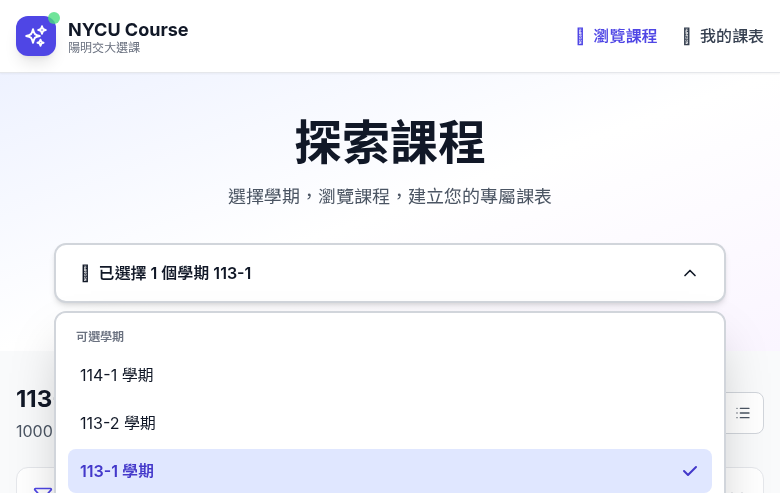 NYCU Course
陽明交大選課
瀏覽課程
我的課表
探索課程
選擇學期，瀏覽課程，建立您的專屬課表
已選擇 1 個學期 113-1
可選學期
114-1 學期
113-2 學期
113-1 學期
113
1000